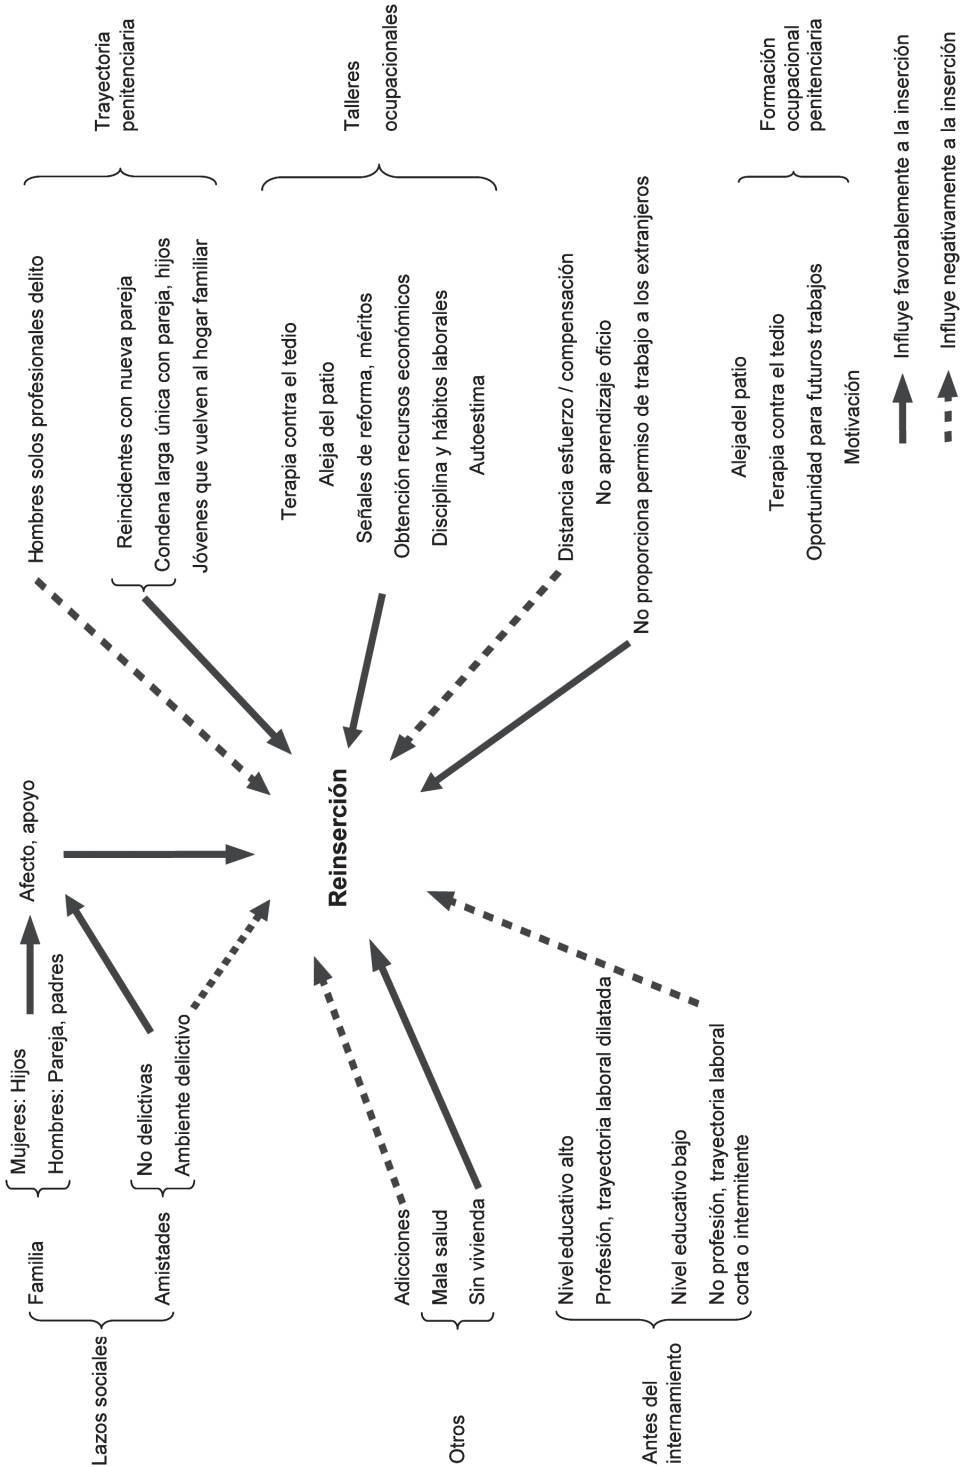 Lazos sociales
Familia
Mujeres: Hijos
Hombres: Pareja, padres
Afecto, apoyo
Amistades
No delictivas
Ambiente delictivo
Hombres solos profesionales delito
Reincidentes con nueva pareja
Condena larga única con pareja, hijos
Jóvenes que vuelven al hogar familiar
Trayectoria
penitenciaria
Reinserción
Terapia contra el tedio
Aleja del patio
Señales de reforma, méritos
Obtención recursos económicos
Disciplina y hábitos laborales
Autoestima
Talleres
ocupacionales
Otros
Adicciones
Mala salud
Sin vivienda
Distancia esfuerzo / compensación
No aprendizaje oficio
No proporciona permiso de trabajo a los extranjeros
Antes del
internamiento
Nivel educativo alto
Profesión, trayectoria laboral dilatada
Nivel educativo bajo
No profesión, trayectoria laboral
corta o intermitente
Aleja del patio
Terapia contra el tedio
Oportunidad para futuros trabajos
Motivación
Formación
ocupacional
penitenciaria
Influye favorablemente a la inserción
Influye negativamente a la inserción